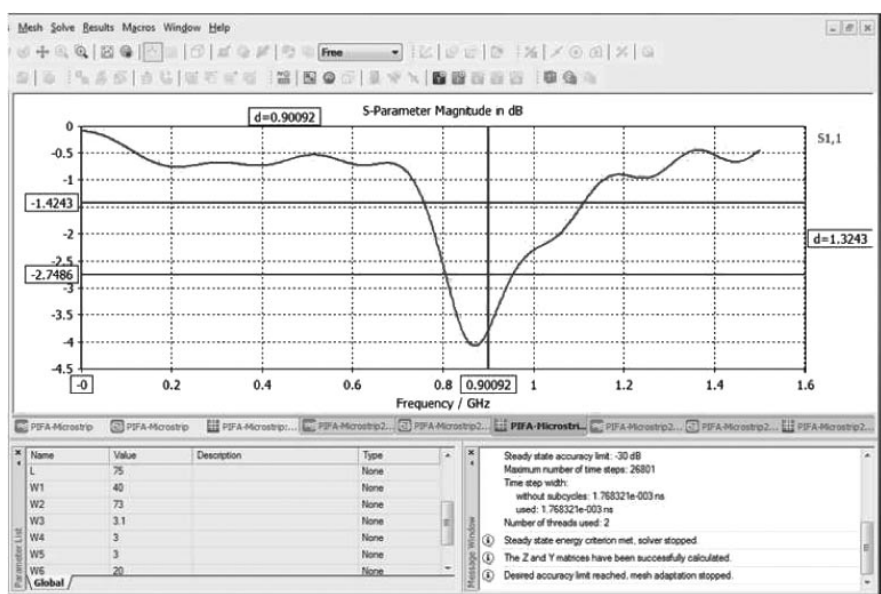 Mesh Solve Results Macros Window Help
Free
S-Parameter Magnitude in dB
d=0.90092
S1,1
0
-0.5
-1
-1.4243
-2
-2.5
-2.7486
-3
-3.5
-4
-4.5
d=1.3243
-0 0.2 0.4 0.6 0.8 0.90092 1 1.2 1.4 1.6
Frequency / GHz
PIFA-Microstrip PIFA-Microstrip PIFA-Microstrip:... PIFA-Microstrip2... PIFA-Microstrip2... PIFA-Microstri... PIFA-Microstrip2... PIFA-Microstrip2... PIFA-Microstrip2...
Name Value Description Type
L 75 None
W1 40 None
W2 73 None
W3 3.1 None
W4 3 None
W5 3 None
W6 20 None
Global
Parameter List
Message Window
Steady state accuracy limit: -30 dB
Maximum number of time steps: 26801
Time step width:
without subcycles: 1.768321e-003 ns
used: 1.768321e-003 ns
Number of threads used: 2
Steady state energy criterion met, solver stopped.
The Z and Y matrices have been successfully calculated.
Desired accuracy limit reached, mesh adaptation stopped.